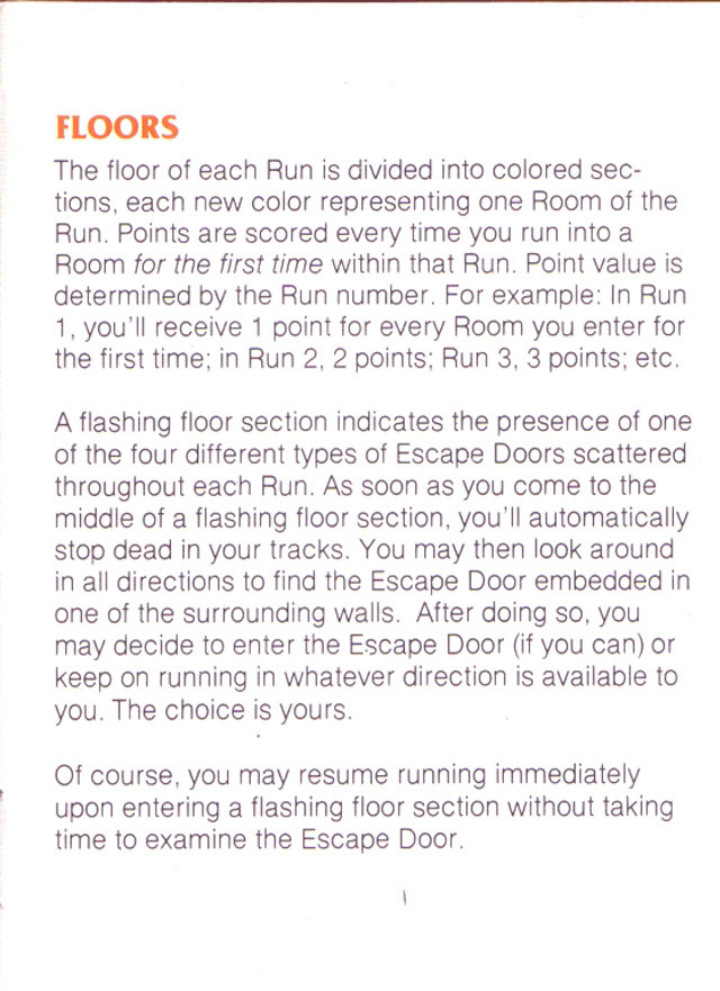 FLOORS
The floor of each Run is divided into colored sec-
tions, each new color representing one Room of the
Run. Points are scored every time you run into a
Room for the first time within that Run. Point value is
determined by the Run number. For example: In Run
1, you'll receive 1 point for every Room you enter for
the first time; in Run 2, 2 points; Run 3, 3 points; etc.
A flashing floor section indicates the presence of one
of the four different types of Escape Doors scattered
throughout each Run. As soon as you come to the
middle of a flashing floor section, you'll automatically
stop dead in your tracks. You may then look around
in all directions to find the Escape Door embedded in
one of the surrounding walls. After doing so, you
may decide to enter the Escape Door (if you can) or
keep on running in whatever direction is available to
you. The choice is yours.
Of course, you may resume running immediately
upon entering a flashing floor section without taking
time to examine the Escape Door.